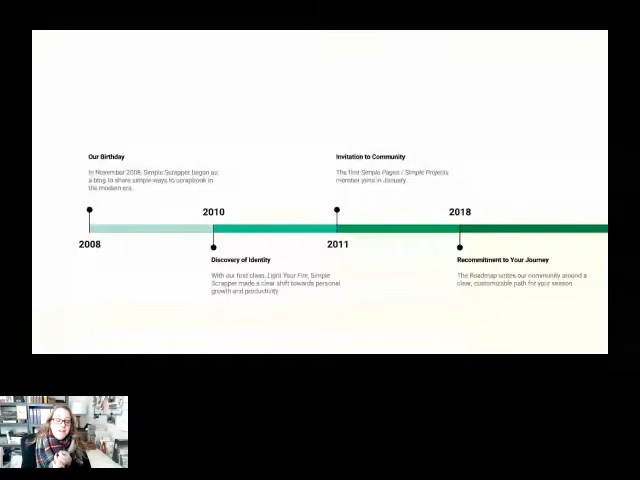 Our Birthday
In November 2008, Simple Scrapper began as
a blog to share simple ways to scrapbook in
the modern era.
Invitation to Community
The first Simple Pages / Simple Projects
member joins in January.
2010
2018
2008
2011
Discovery of Identity
With our first class, Light Your Fire, Simple
Scrapper made a clear shift towards personal
growth and productivity.
Recommitment to Your Journey
The Roadmap unites our community around a
clear, customizable path for your season.